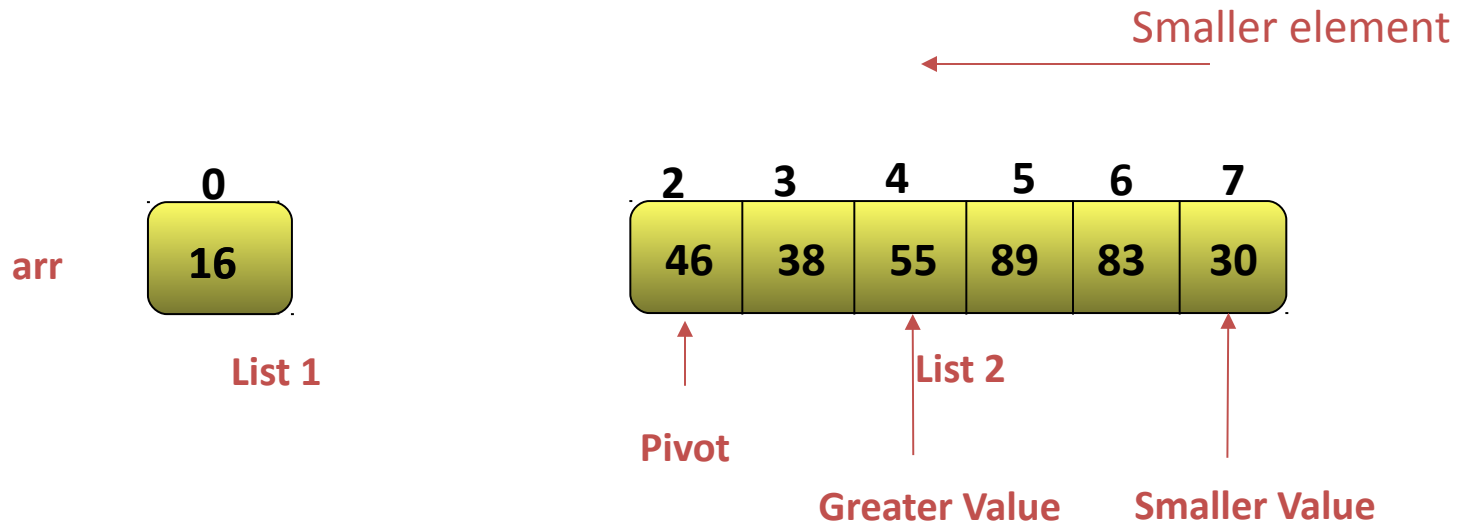 Smaller element
0 2 3 4 5 6 7
arr 16 46 38 55 89 83 30
List 1 List 2
Pivot
Greater Value Smaller Value